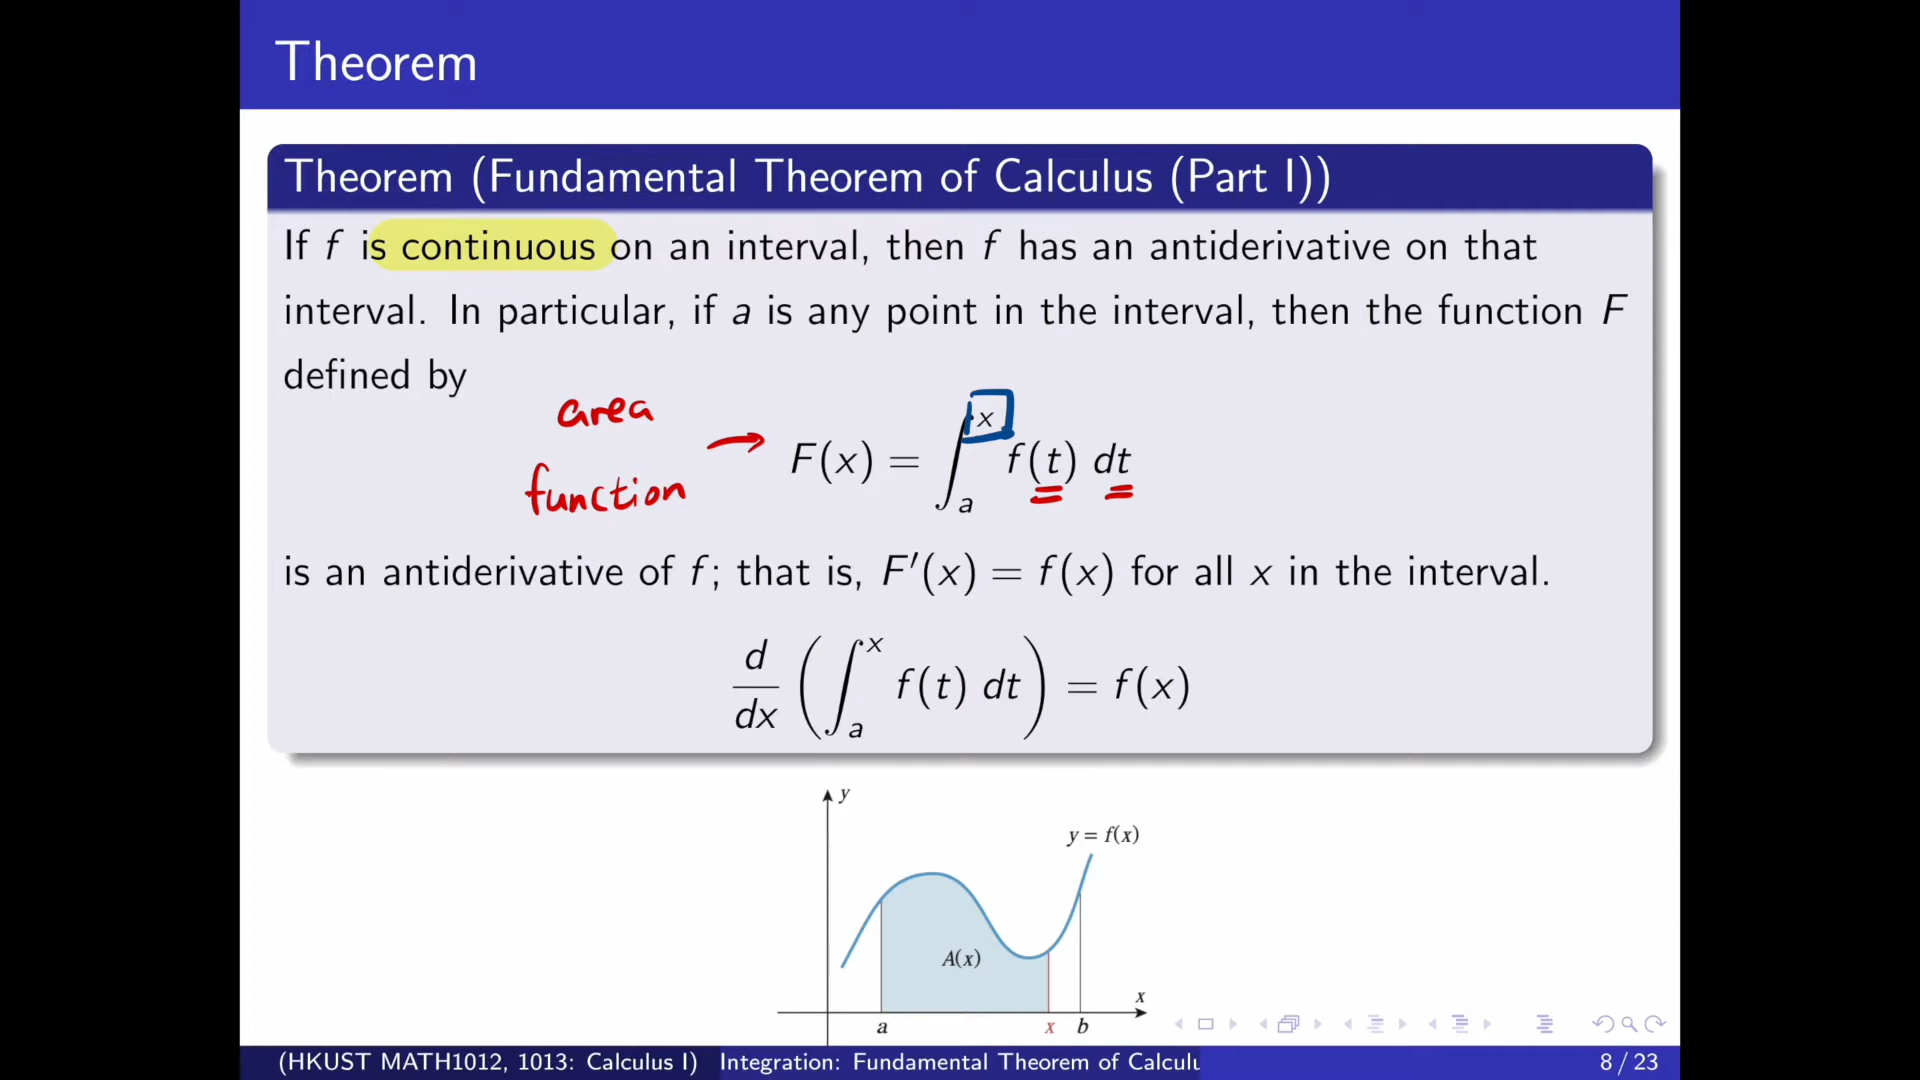 Theorem
Theorem (Fundamental Theorem of Calculus (Part I))
If f is continuous on an interval, then f has an antiderivative on that
interval. In particular, if a is any point in the interval, then the function F
defined by
area
function → F(x) = ∫_a^x f(t) dt
is an antiderivative of f; that is, F′(x) = f(x) for all x in the interval.
d/dx (∫_a^x f(t) dt) = f(x)
y
y = f(x)
A(x)
x
a x b
(HKUST MATH1012, 1013: Calculus I) Integration: Fundamental Theorem of Calcul 8 / 23